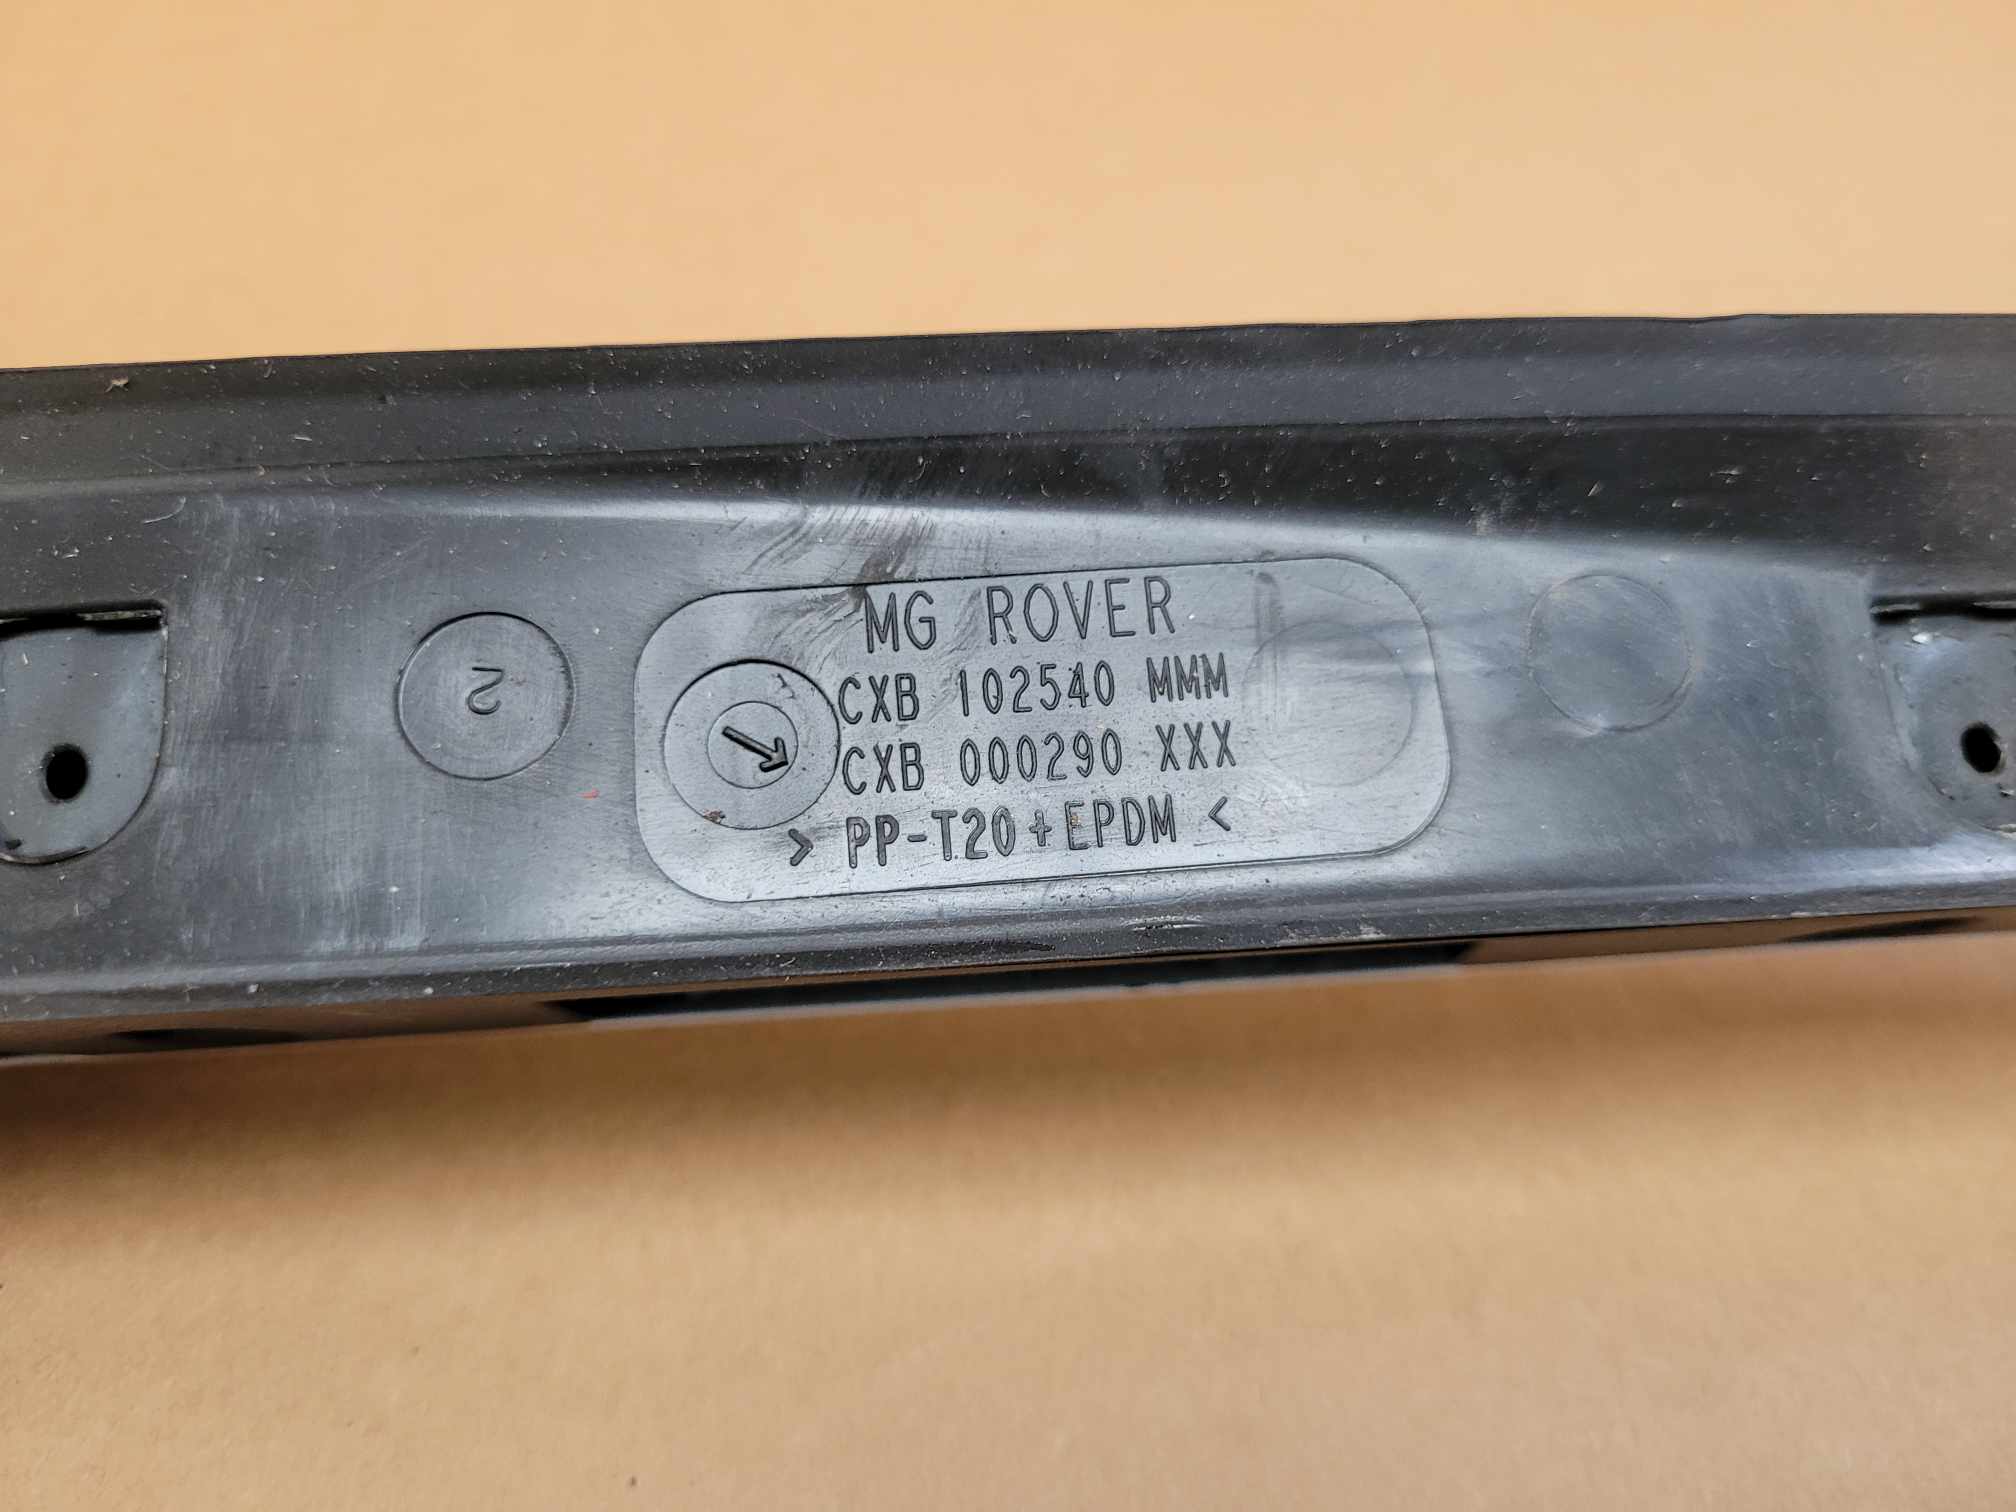 2
MG ROVER
CXB 102540 MMM
CXB 000290 XXX
> PP-T20+EPDM <